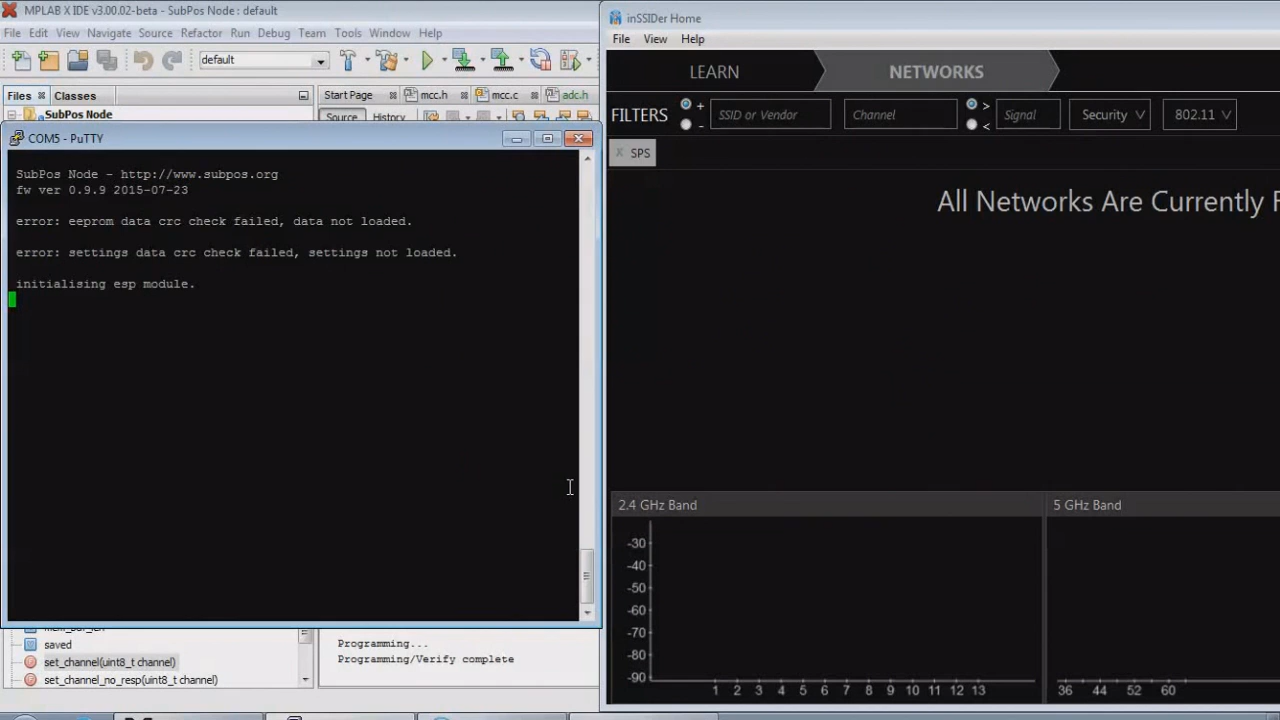 MPLAB X IDE v3.00.02-beta - SubPos Node : default
File Edit View Navigate Source Refactor Run Debug Team Tools Window Help
default
Files Classes
SubPos Node
Start Page mcc.h mcc.c adc.h
Source History
COM5 - PuTTY
SubPos Node - http://www.subpos.org
fw ver 0.9.9 2015-07-23
error: eeprom data crc check failed, data not loaded.
error: settings data crc check failed, settings not loaded.
initialising esp module.
saved
set_channel(uint8_t channel)
set_channel_no_resp(uint8_t channel)
Programming...
Programming/Verify complete
inSSIDer Home
File View Help
LEARN NETWORKS
FILTERS + - SSID or Vendor Channel > < Signal Security 802.11
x SPS
All Networks Are Currently
2.4 GHz Band
-30
-40
-50
-60
-70
-80
-90
1 2 3 4 5 6 7 8 9 10 11 12 13
5 GHz Band
36 44 52 60